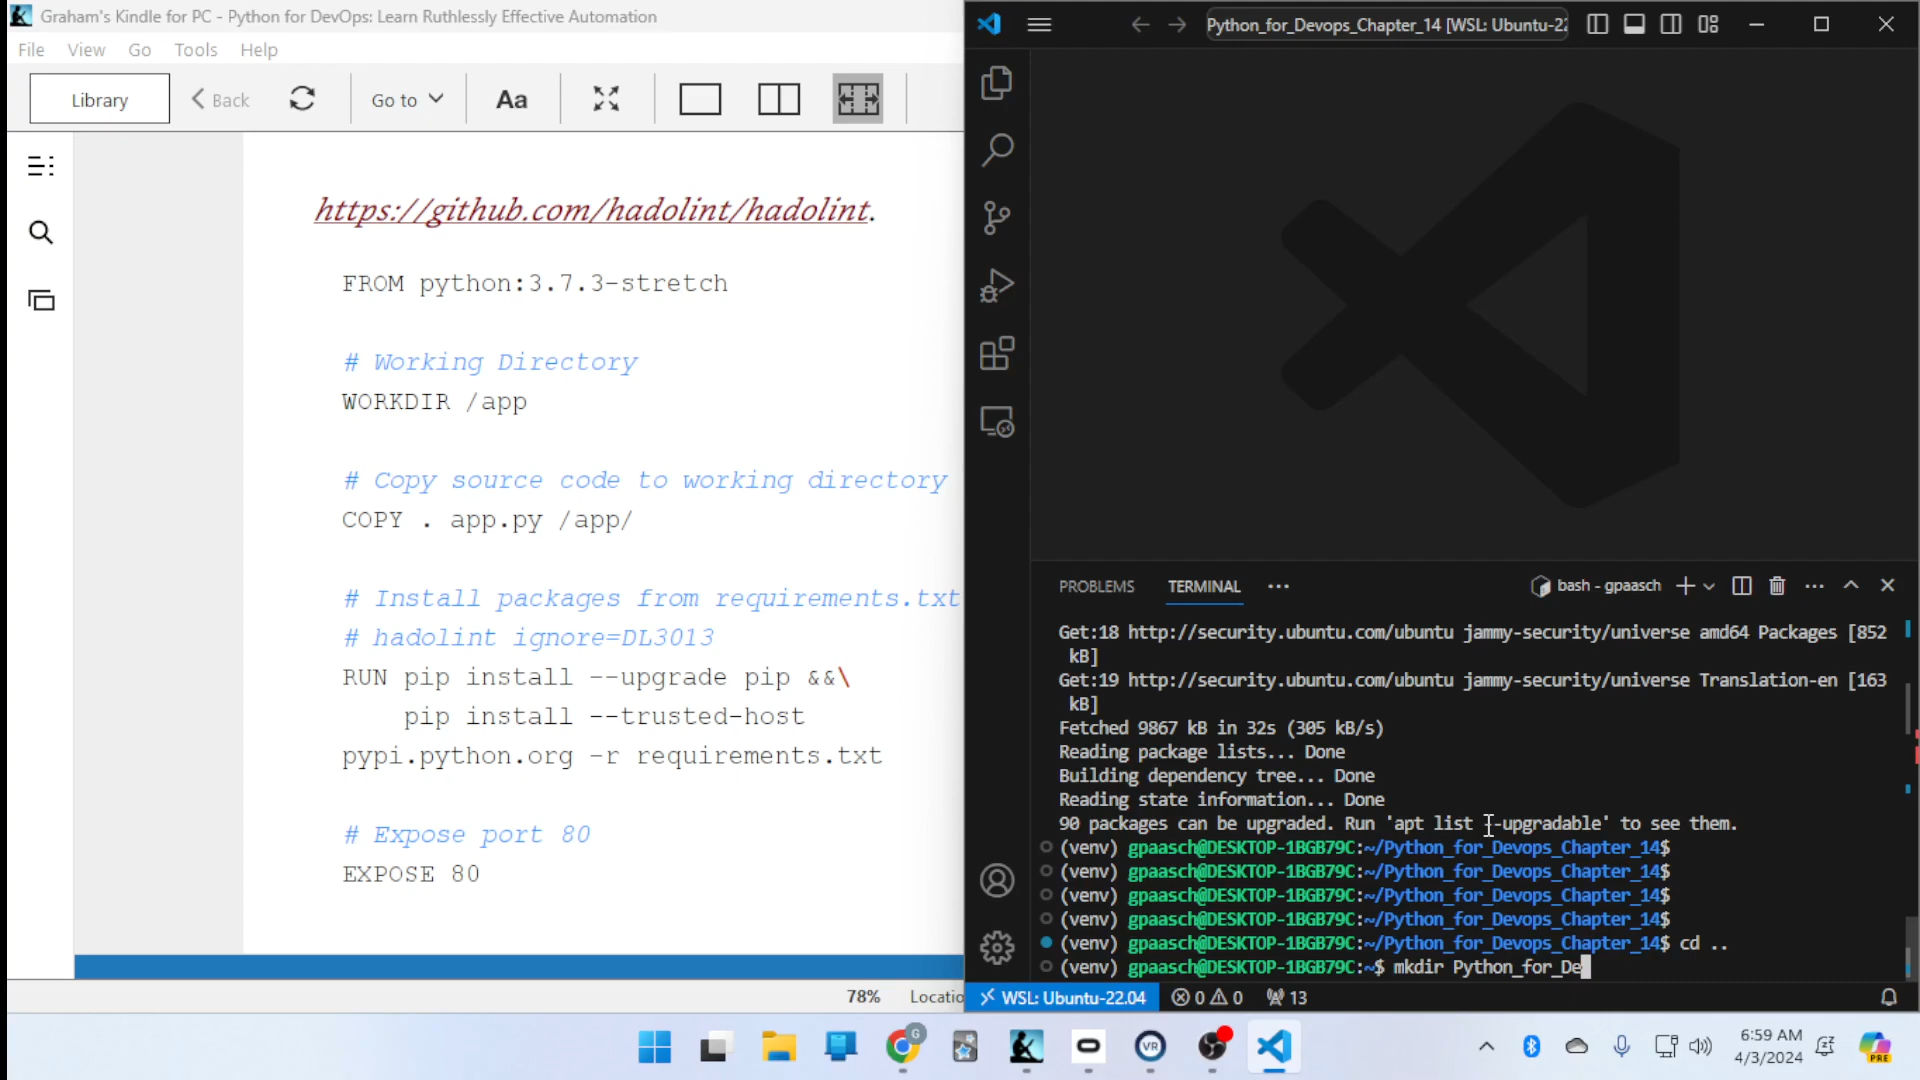 Graham's Kindle for PC - Python for DevOps: Learn Ruthlessly Effective Automation
File View Go Tools Help
Library
Back
Go to
Aa
https://github.com/hadolint/hadolint.
FROM python:3.7.3-stretch
# Working Directory
WORKDIR /app
# Copy source code to working directory
COPY . app.py /app/
# Install packages from requirements.txt
# hadolint ignore=DL3013
RUN pip install --upgrade pip &&\
pip install --trusted-host
pypi.python.org -r requirements.txt
# Expose port 80
EXPOSE 80
78%
Locatio
Python_for_Devops_Chapter_14 [WSL: Ubuntu-22
PROBLEMS
TERMINAL
bash - gpaasch
Get:18 http://security.ubuntu.com/ubuntu jammy-security/universe amd64 Packages [852
kB]
Get:19 http://security.ubuntu.com/ubuntu jammy-security/universe Translation-en [163
kB]
Fetched 9867 kB in 32s (305 kB/s)
Reading package lists... Done
Building dependency tree... Done
Reading state information... Done
90 packages can be upgraded. Run 'apt list --upgradable' to see them.
(venv) gpaasch@DESKTOP-1BGB79C:~/Python_for_Devops_Chapter_14$
(venv) gpaasch@DESKTOP-1BGB79C:~/Python_for_Devops_Chapter_14$
(venv) gpaasch@DESKTOP-1BGB79C:~/Python_for_Devops_Chapter_14$
(venv) gpaasch@DESKTOP-1BGB79C:~/Python_for_Devops_Chapter_14$
(venv) gpaasch@DESKTOP-1BGB79C:~/Python_for_Devops_Chapter_14$ cd ..
(venv) gpaasch@DESKTOP-1BGB79C:~$ mkdir Python_for_De
WSL: Ubuntu-22.04
0
0
13
G
VR
6:59 AM
4/3/2024
PRE